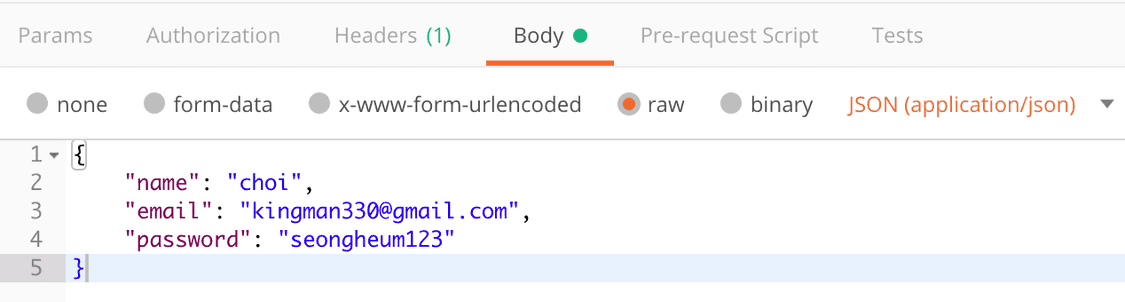 Params Authorization Headers (1) Body Pre-request Script Tests
none form-data x-www-form-urlencoded raw binary JSON (application/json)
1 {
2 "name": "choi",
3 "email": "kingman330@gmail.com",
4 "password": "seongheum123"
5 }